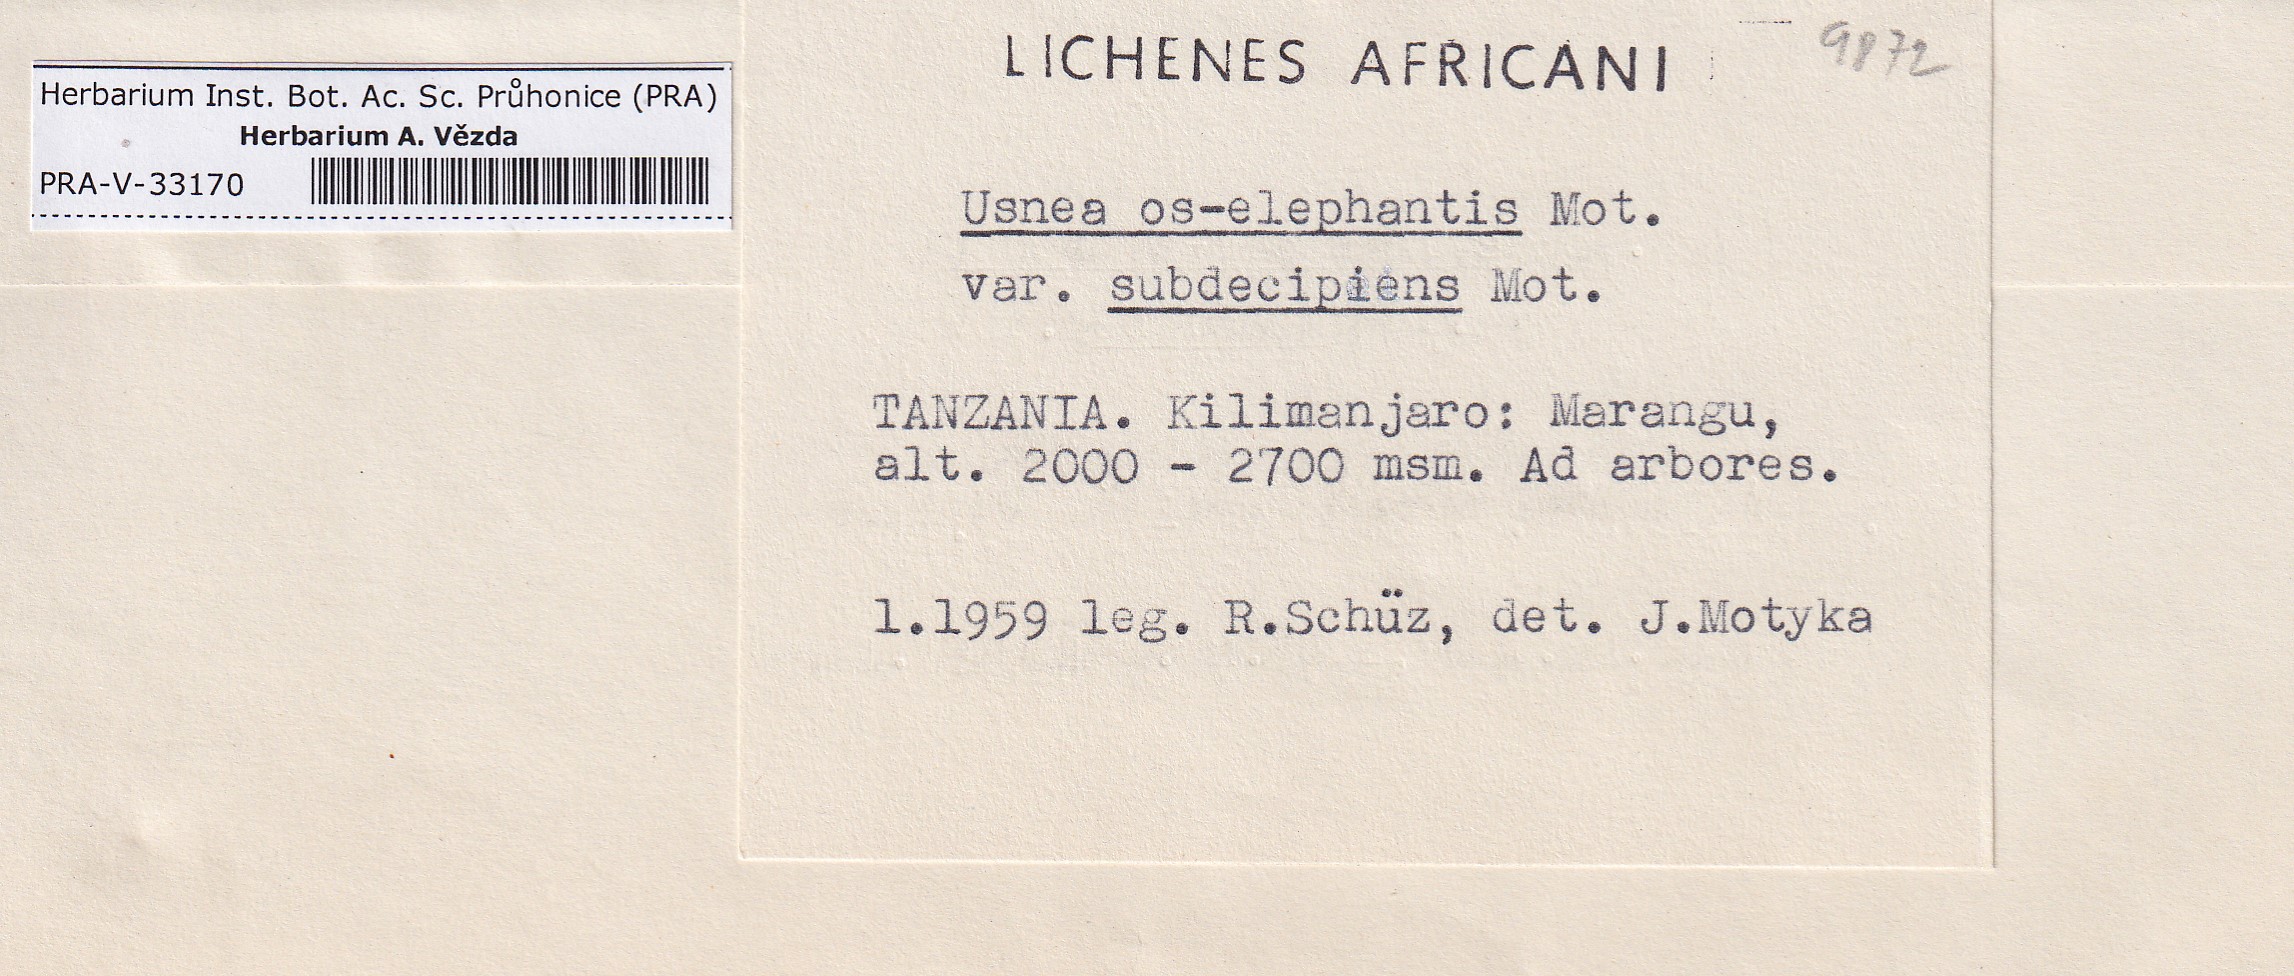 Herbarium Inst. Bot. Ac. Sc. Průhonice (PRA)
Herbarium A. Vězda
PRA-V-33170
LICHENES AFRICANI
9872
Usnea os-elephantis Mot.
var. subdecipiens Mot.
TANZANIA. Kilimanjaro: Marangu,
alt. 2000 - 2700 msm. Ad arbores.
1.1959 leg. R.Schüz, det. J.Motyka